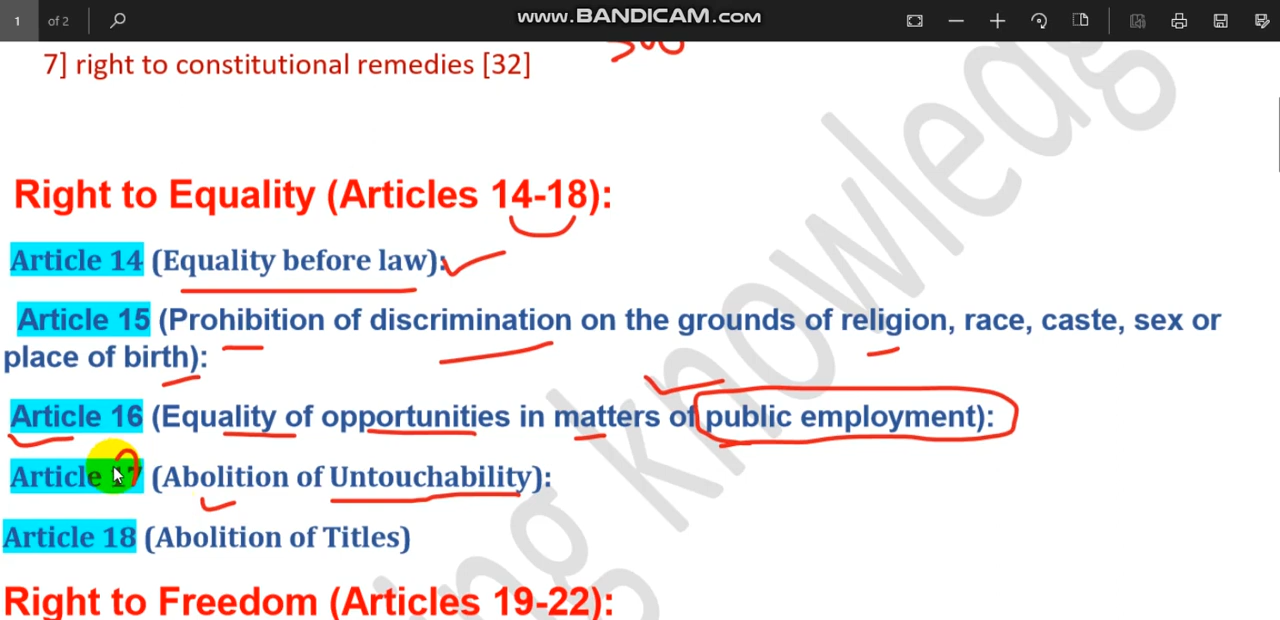 1 of 2
www.BANDICAM.com
7] right to constitutional remedies [32]
Right to Equality (Articles 14-18):
Article 14 (Equality before law):
Article 15 (Prohibition of discrimination on the grounds of religion, race, caste, sex or
place of birth):
Article 16 (Equality of opportunities in matters of public employment):
Article 17 (Abolition of Untouchability):
Article 18 (Abolition of Titles)
Right to Freedom (Articles 19-22):